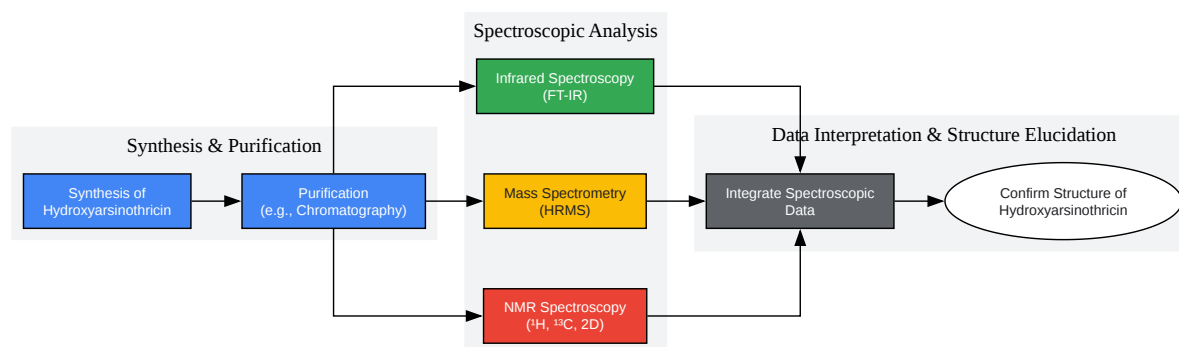 Spectroscopic Analysis
Infrared Spectroscopy
(FT-IR)
Synthesis & Purification
Data Interpretation & Structure Elucidation
Synthesis of
Hydroxyarsinothricin
Purification
(e.g., Chromatography)
Mass Spectrometry
(HRMS)
Integrate Spectroscopic
Data
Confirm Structure of
Hydroxyarsinothricin
NMR Spectroscopy
(¹H, ¹³C, 2D)